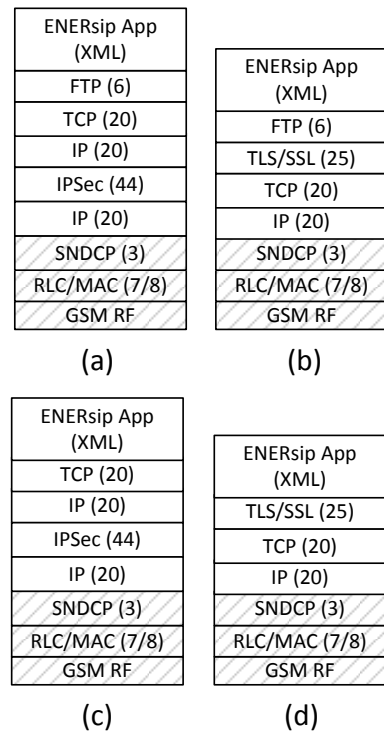 ENERsip App
(XML)
FTP (6)
TCP (20)
IP (20)
IPSec (44)
IP (20)
SNDCP (3)
RLC/MAC (7/8)
GSM RF
(a)
ENERsip App
(XML)
FTP (6)
TLS/SSL (25)
TCP (20)
IP (20)
SNDCP (3)
RLC/MAC (7/8)
GSM RF
(b)
ENERsip App
(XML)
TCP (20)
IP (20)
IPSec (44)
IP (20)
SNDCP (3)
RLC/MAC (7/8)
GSM RF
(c)
ENERsip App
(XML)
TLS/SSL (25)
TCP (20)
IP (20)
SNDCP (3)
RLC/MAC (7/8)
GSM RF
(d)